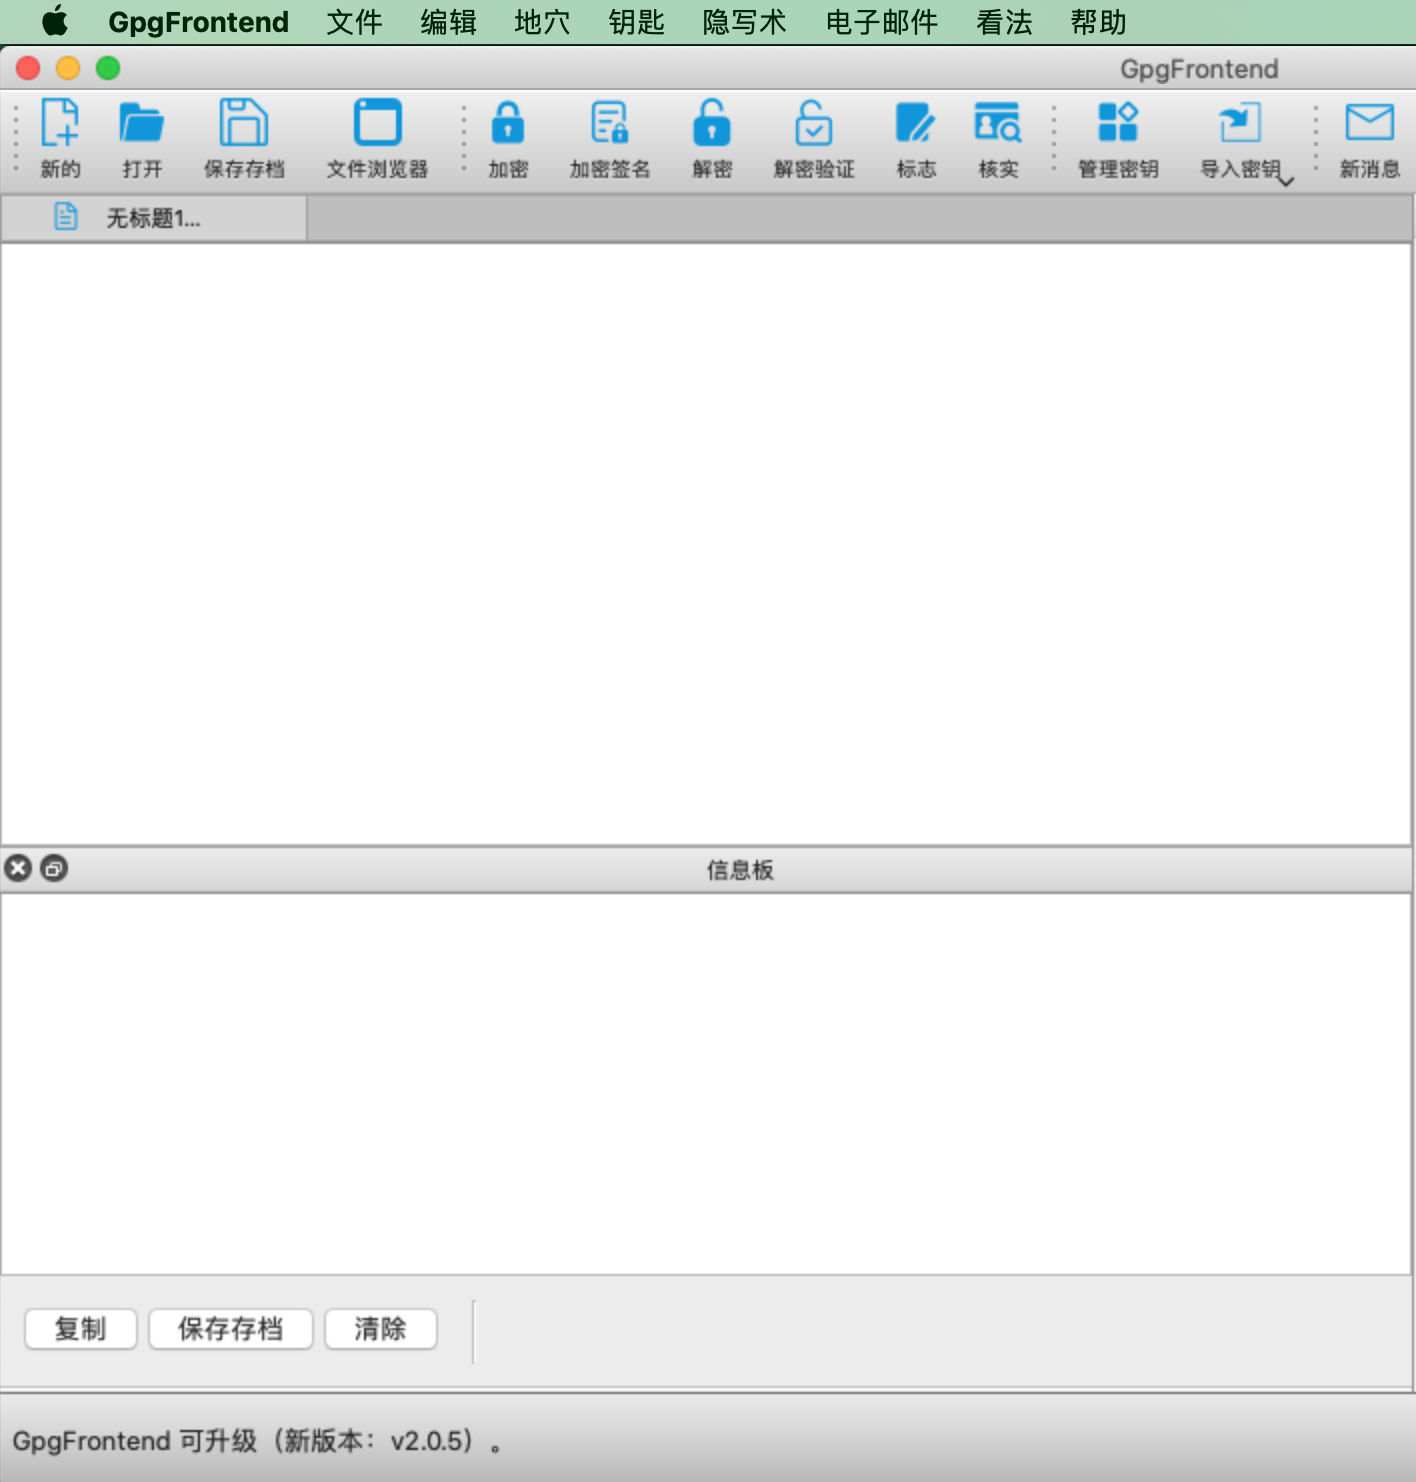 GpgFrontend 文件 编辑 地穴 钥匙 隐写术 电子邮件 看法 帮助
GpgFrontend
新的 打开 保存存档 文件浏览器 加密 加密签名 解密 解密验证 标志 核实 管理密钥 导入密钥 新消息
无标题1...
信息板
复制 保存存档 清除
GpgFrontend 可升级（新版本：v2.0.5）。